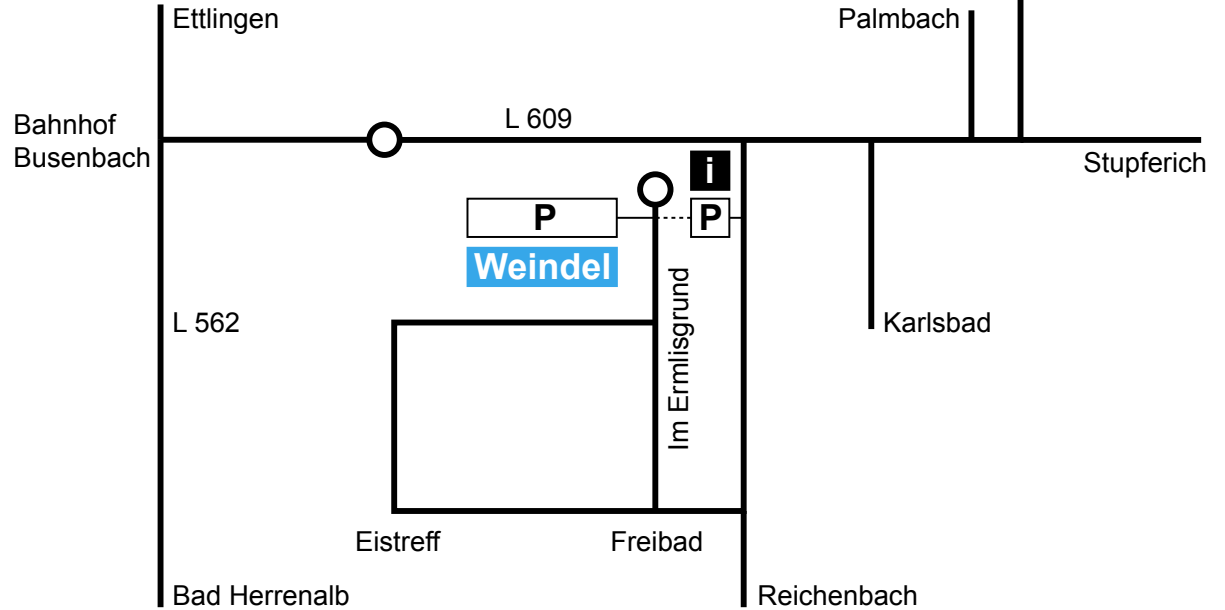 Ettlingen
Palmbach
L 609
Bahnhof
Busenbach
Stupferich
i
P
P
Weindel
Im Ermlisgrund
L 562
Karlsbad
Eistreff
Freibad
Bad Herrenalb
Reichenbach